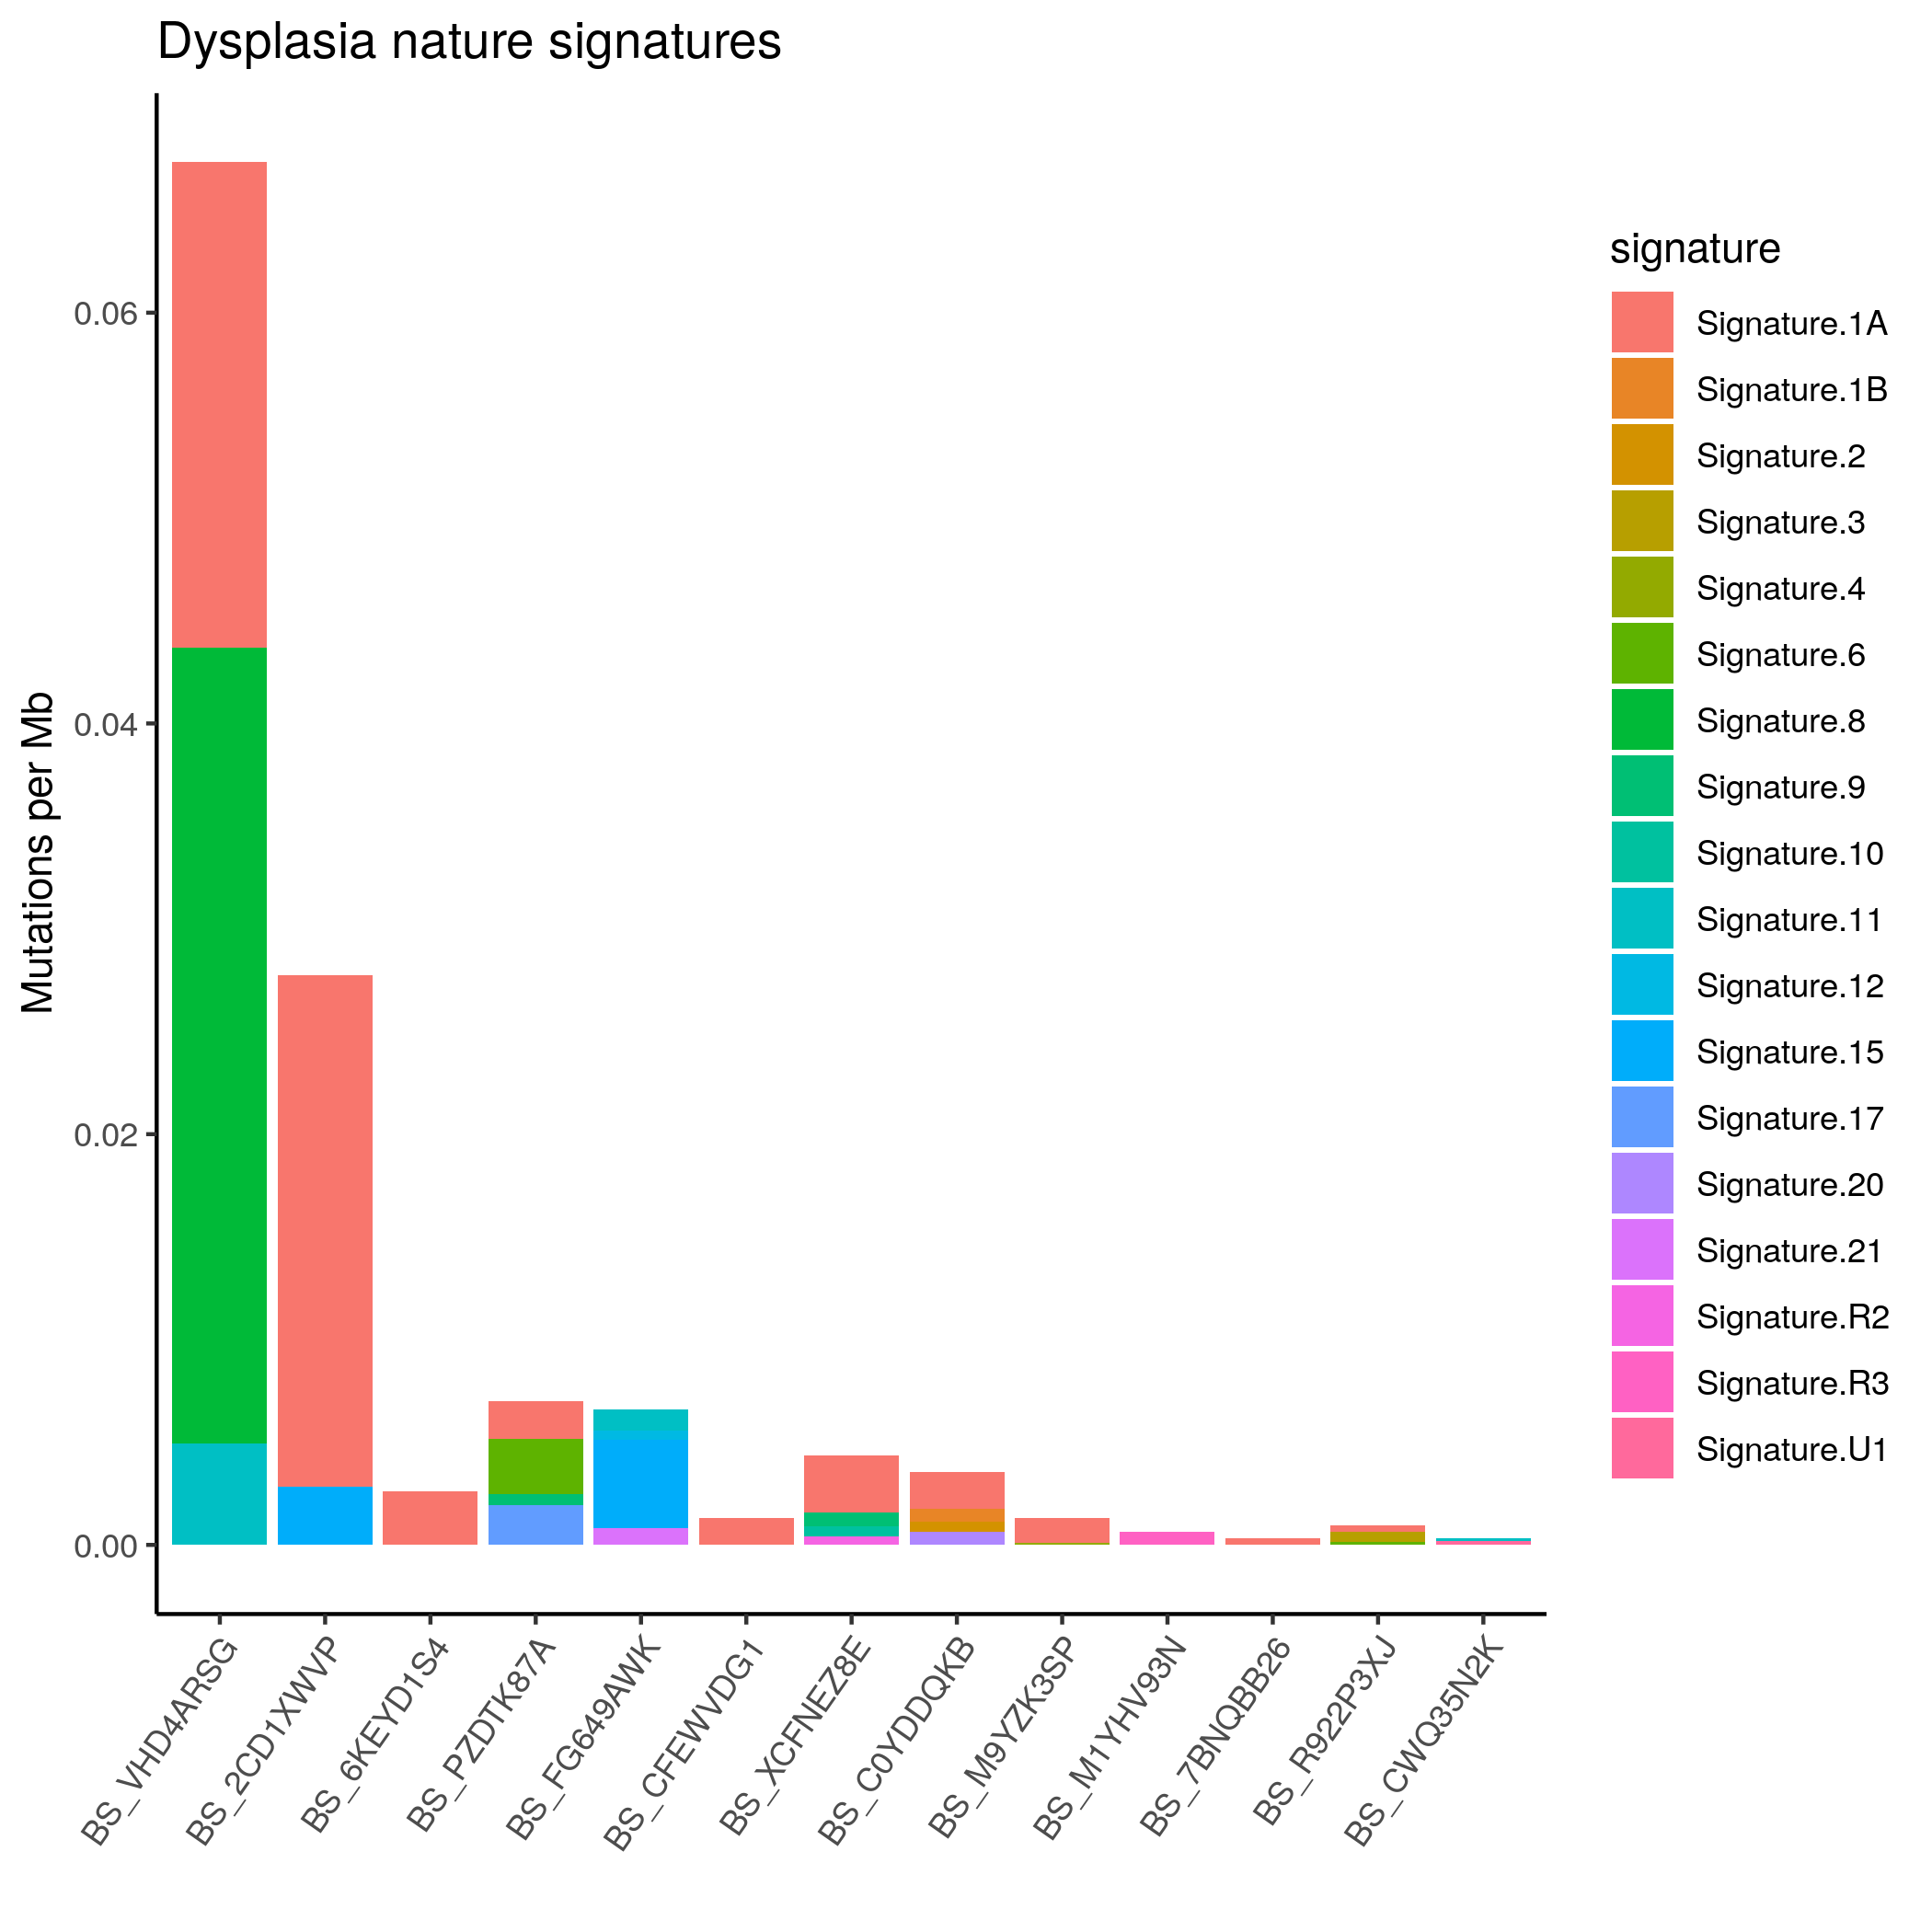 Dysplasia nature signatures
Mutations per Mb
0.06
0.04
0.02
0.00
BS_VHD4ARSG
BS_2CD1XWVP
BS_6KEYD1S4
BS_PZDTK87A
BS_FG649AWK
BS_CFEWVDG1
BS_XCFNEZ8E
BS_C0YDDQKB
BS_M9YZK3SP
BS_M1YHV93N
BS_7BNQBB26
BS_R922P3XJ
BS_CWQ35N2K
signature
Signature.1A
Signature.1B
Signature.2
Signature.3
Signature.4
Signature.6
Signature.8
Signature.9
Signature.10
Signature.11
Signature.12
Signature.15
Signature.17
Signature.20
Signature.21
Signature.R2
Signature.R3
Signature.U1